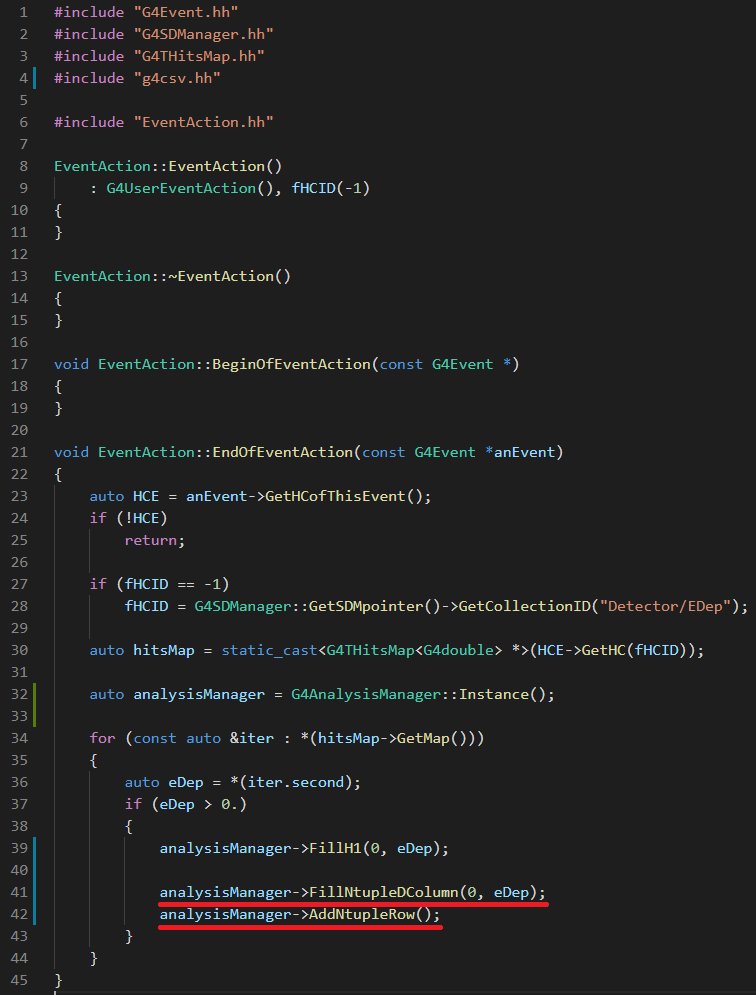 1 #include "G4Event.hh"
2 #include "G4SDManager.hh"
3 #include "G4THitsMap.hh"
4 #include "g4csv.hh"
5
6 #include "EventAction.hh"
7
8 EventAction::EventAction()
9     : G4UserEventAction(), fHCID(-1)
10 {
11 }
12
13 EventAction::~EventAction()
14 {
15 }
16
17 void EventAction::BeginOfEventAction(const G4Event *)
18 {
19 }
20
21 void EventAction::EndOfEventAction(const G4Event *anEvent)
22 {
23     auto HCE = anEvent->GetHCofThisEvent();
24     if (!HCE)
25         return;
26
27     if (fHCID == -1)
28         fHCID = G4SDManager::GetSDMpointer()->GetCollectionID("Detector/EDep");
29
30     auto hitsMap = static_cast<G4THitsMap<G4double> *>(HCE->GetHC(fHCID));
31
32     auto analysisManager = G4AnalysisManager::Instance();
33
34     for (const auto &iter : *(hitsMap->GetMap()))
35     {
36         auto eDep = *(iter.second);
37         if (eDep > 0.)
38         {
39             analysisManager->FillH1(0, eDep);
40
41             analysisManager->FillNtupleDColumn(0, eDep);
42             analysisManager->AddNtupleRow();
43         }
44     }
45 }